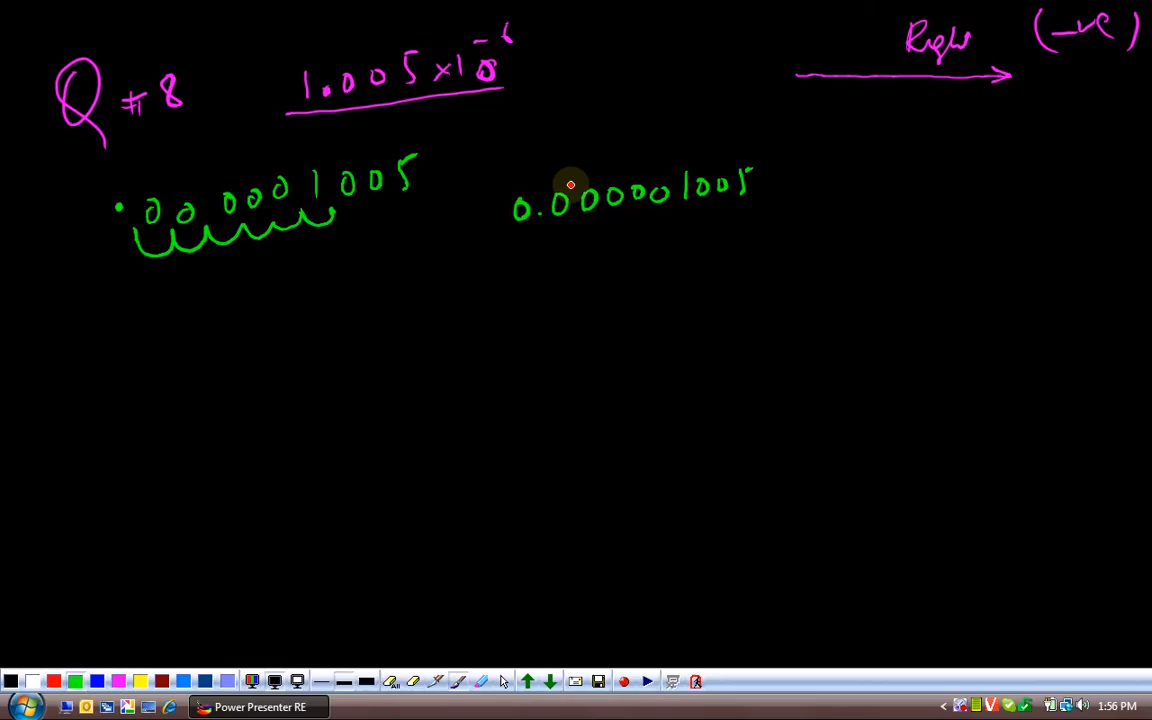 Right (-ve)
Q # 8 1.005×10⁻⁶
.000001005 0.000001005
Power Presenter RE
1:56 PM